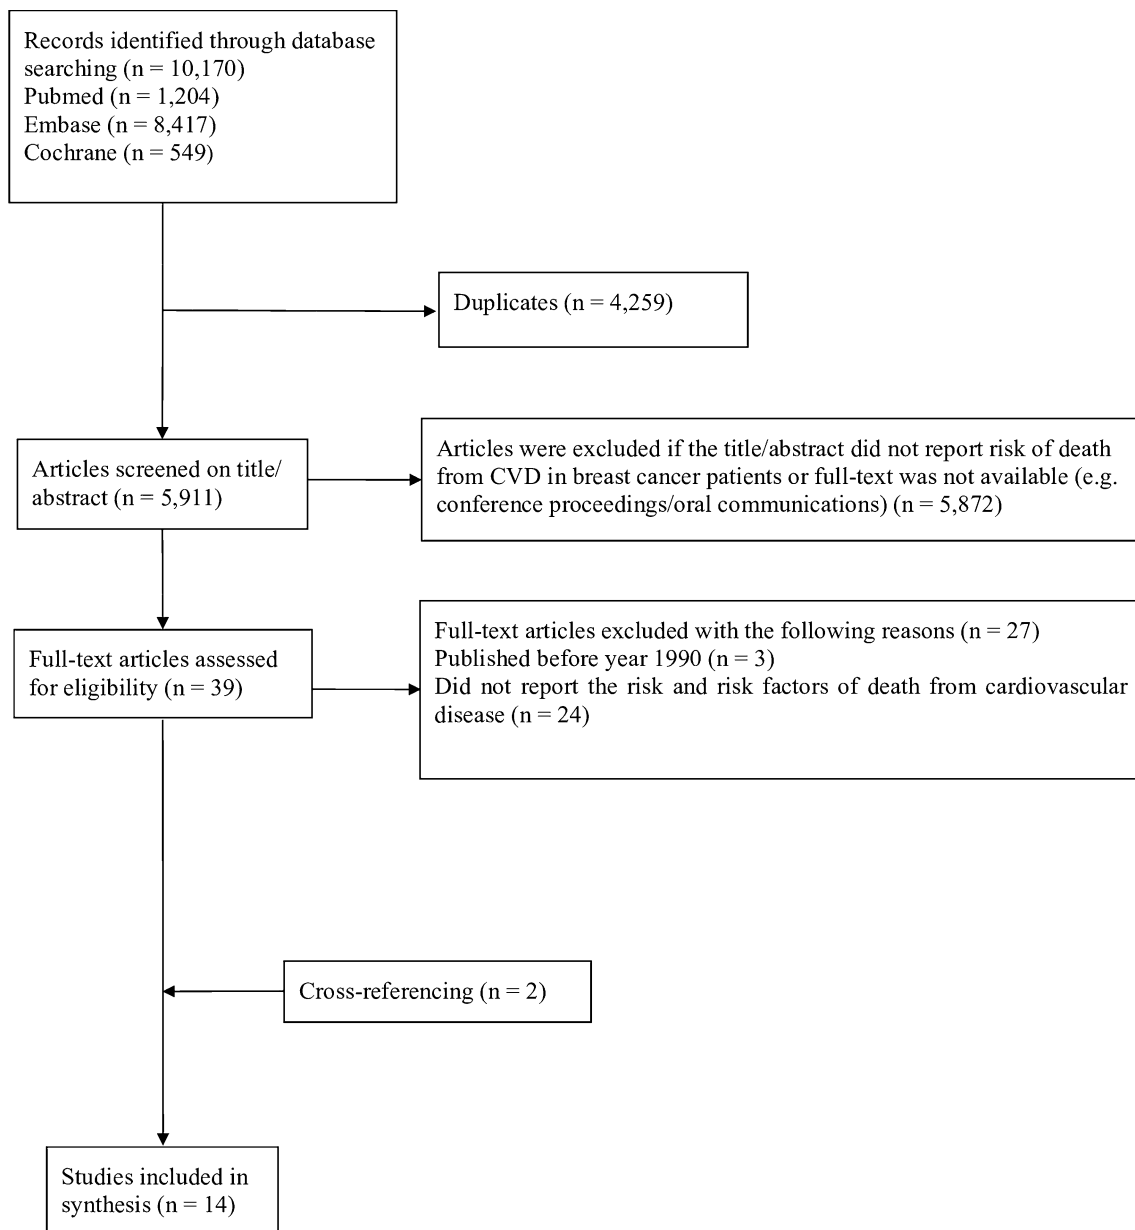 Records identified through database
searching (n = 10,170)
Pubmed (n = 1,204)
Embase (n = 8,417)
Cochrane (n = 549)
Duplicates (n = 4,259)
Articles screened on title/
abstract (n = 5,911)
Articles were excluded if the title/abstract did not report risk of death
from CVD in breast cancer patients or full-text was not available (e.g.
conference proceedings/oral communications) (n = 5,872)
Full-text articles assessed
for eligibility (n = 39)
Full-text articles excluded with the following reasons (n = 27)
Published before year 1990 (n = 3)
Did not report the risk and risk factors of death from cardiovascular
disease (n = 24)
Cross-referencing (n = 2)
Studies included in
synthesis (n = 14)